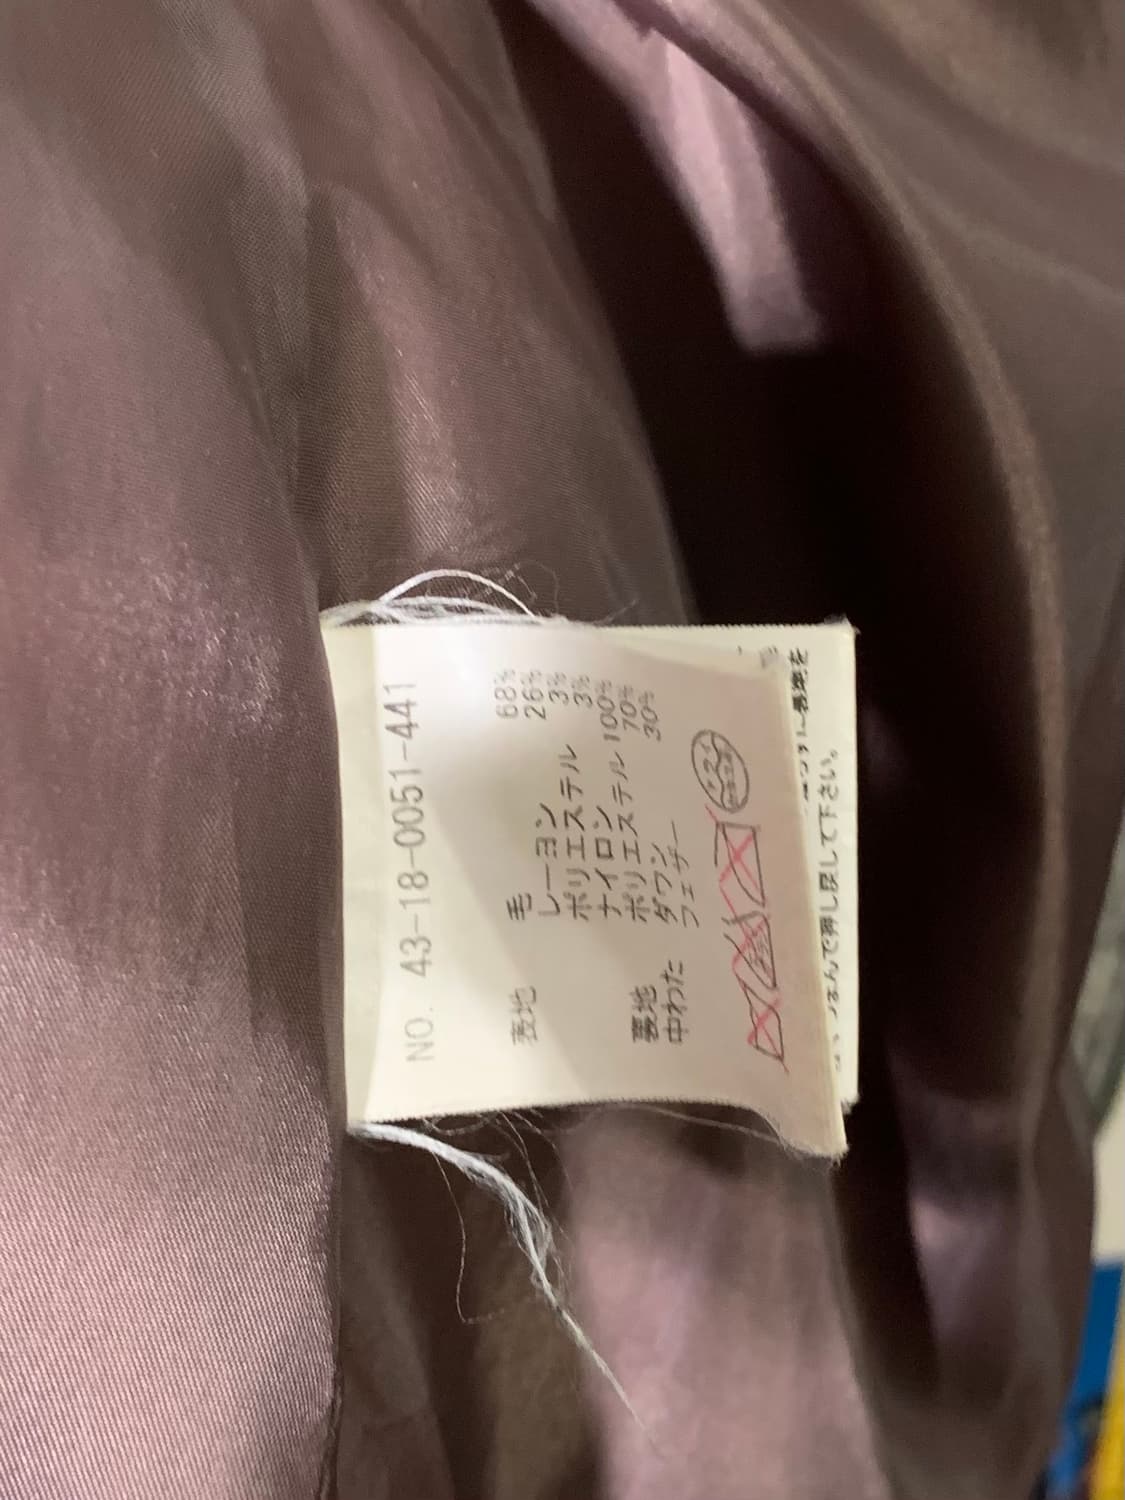 NO. 43-18-0051-441
表地 毛 68%
レーヨン 26%
ポリエステル 3%
ナイロン 3%
裏地 ポリエステル 100%
中わた ダウン 70%
フェザー 30%
ドライ
んで押し戻して下さい。